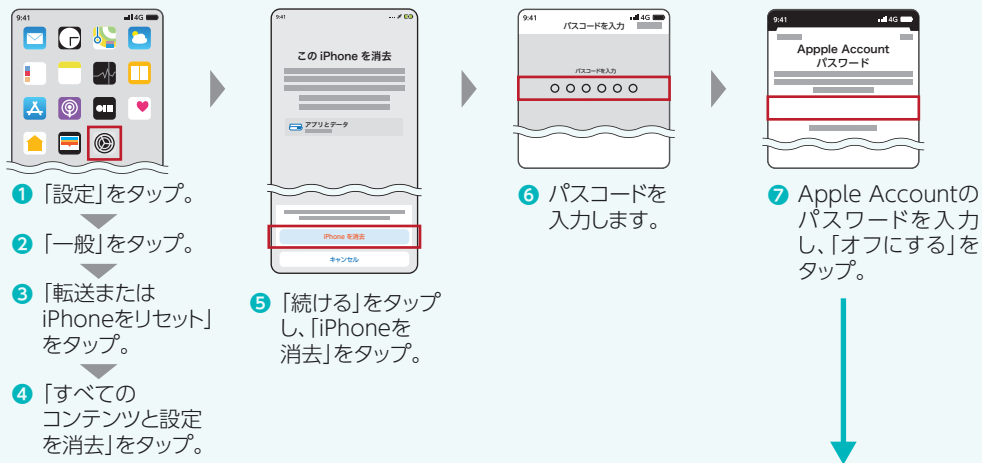 9:41
4G
❶ 「設定」をタップ。
❷ 「一般」をタップ。
❸ 「転送または
iPhoneをリセット」
をタップ。
❹ 「すべての
コンテンツと設定
を消去」をタップ。
9:41
この iPhone を消去
アプリとデータ
iPhone を消去
キャンセル
❺ 「続ける」をタップ
し、「iPhoneを
消去」をタップ。
9:41
4G
パスコードを入力
パスコードを入力
❻ パスコードを
入力します。
9:41
4G
Appple Account
パスワード
❼ Apple Accountの
パスワードを入力
し、「オフにする」を
タップ。